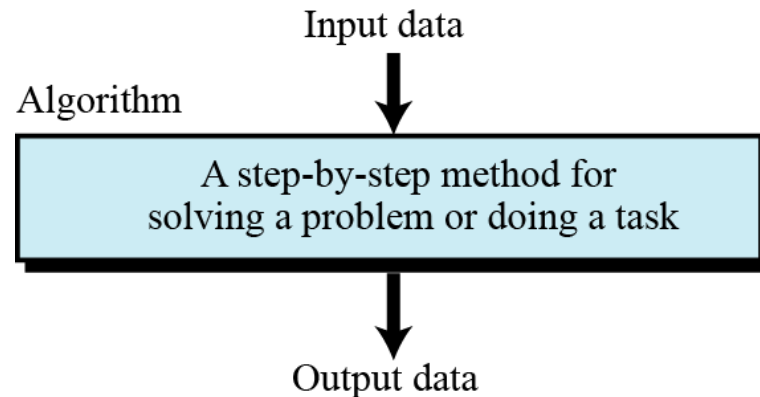 Input data
Algorithm
A step-by-step method for
solving a problem or doing a task
Output data